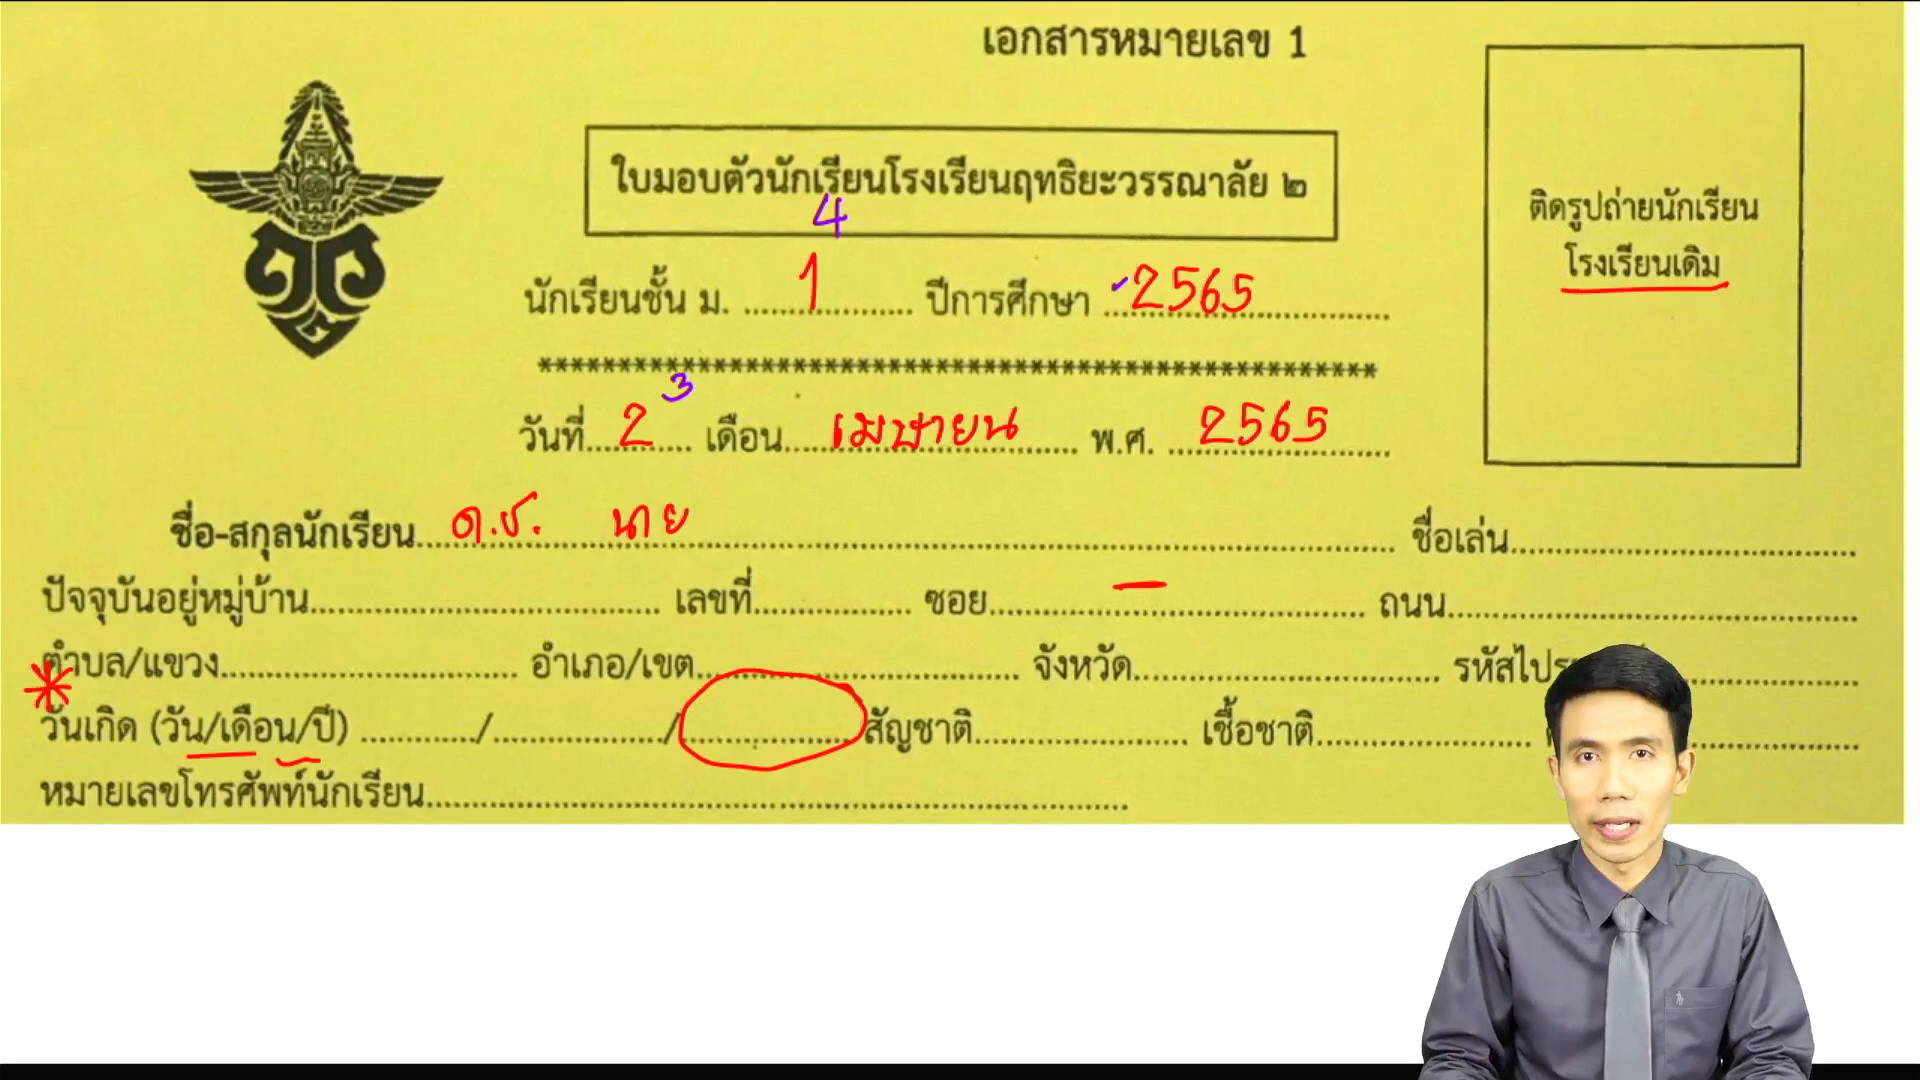 เอกสารหมายเลข 1
ใบมอบตัวนักเรียนโรงเรียนฤทธิยะวรรณาลัย ๒
ติดรูปถ่ายนักเรียน
โรงเรียนเดิม
4
นักเรียนชั้น ม. .....1..... ปีการศึกษา .....2565.....
************************************************
3
วันที่.....2..... เดือน.....เมษายน..... พ.ศ. .....2565.....
ชื่อ-สกุลนักเรียน.....ด.ช. นาย..... ชื่อเล่น.....
ปัจจุบันอยู่หมู่บ้าน..... เลขที่..... ซอย.....-..... ถนน.....
ตำบล/แขวง..... อำเภอ/เขต..... จังหวัด..... รหัสไปร
* วันเกิด (วัน/เดือน/ปี) ...../...../..... สัญชาติ..... เชื้อชาติ.....
หมายเลขโทรศัพท์นักเรียน.....